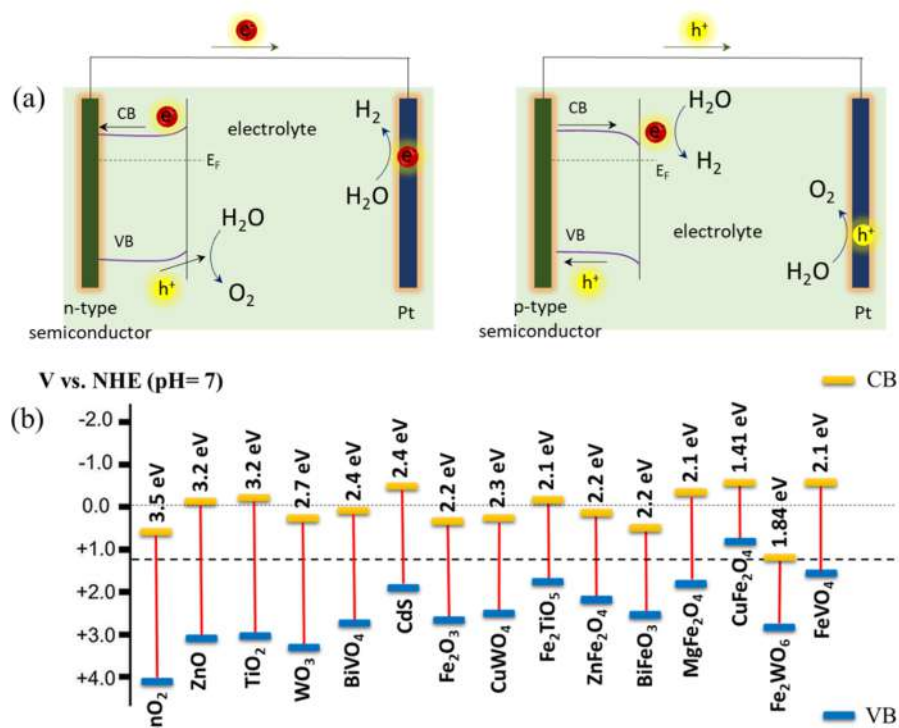 e-
h+
(a)
CB
e-
electrolyte
EF
H2
e-
H2O
VB
h+
H2O
O2
n-type
semiconductor
Pt
CB
e-
H2O
H2
EF
VB
h+
electrolyte
O2
h+
H2O
p-type
semiconductor
Pt
V vs. NHE (pH= 7)
CB
(b)
-2.0
-1.0
0.0
+1.0
+2.0
+3.0
+4.0
3.5 eV
3.2 eV
3.2 eV
2.7 eV
2.4 eV
2.4 eV
2.2 eV
2.3 eV
2.1 eV
2.2 eV
2.2 eV
2.1 eV
1.41 eV
1.84 eV
2.1 eV
nO2
ZnO
TiO2
WO3
BiVO4
CdS
Fe2O3
CuWO4
Fe2TiO5
ZnFe2O4
BiFeO3
MgFe2O4
CuFe2O4
Fe2WO6
FeVO4
VB